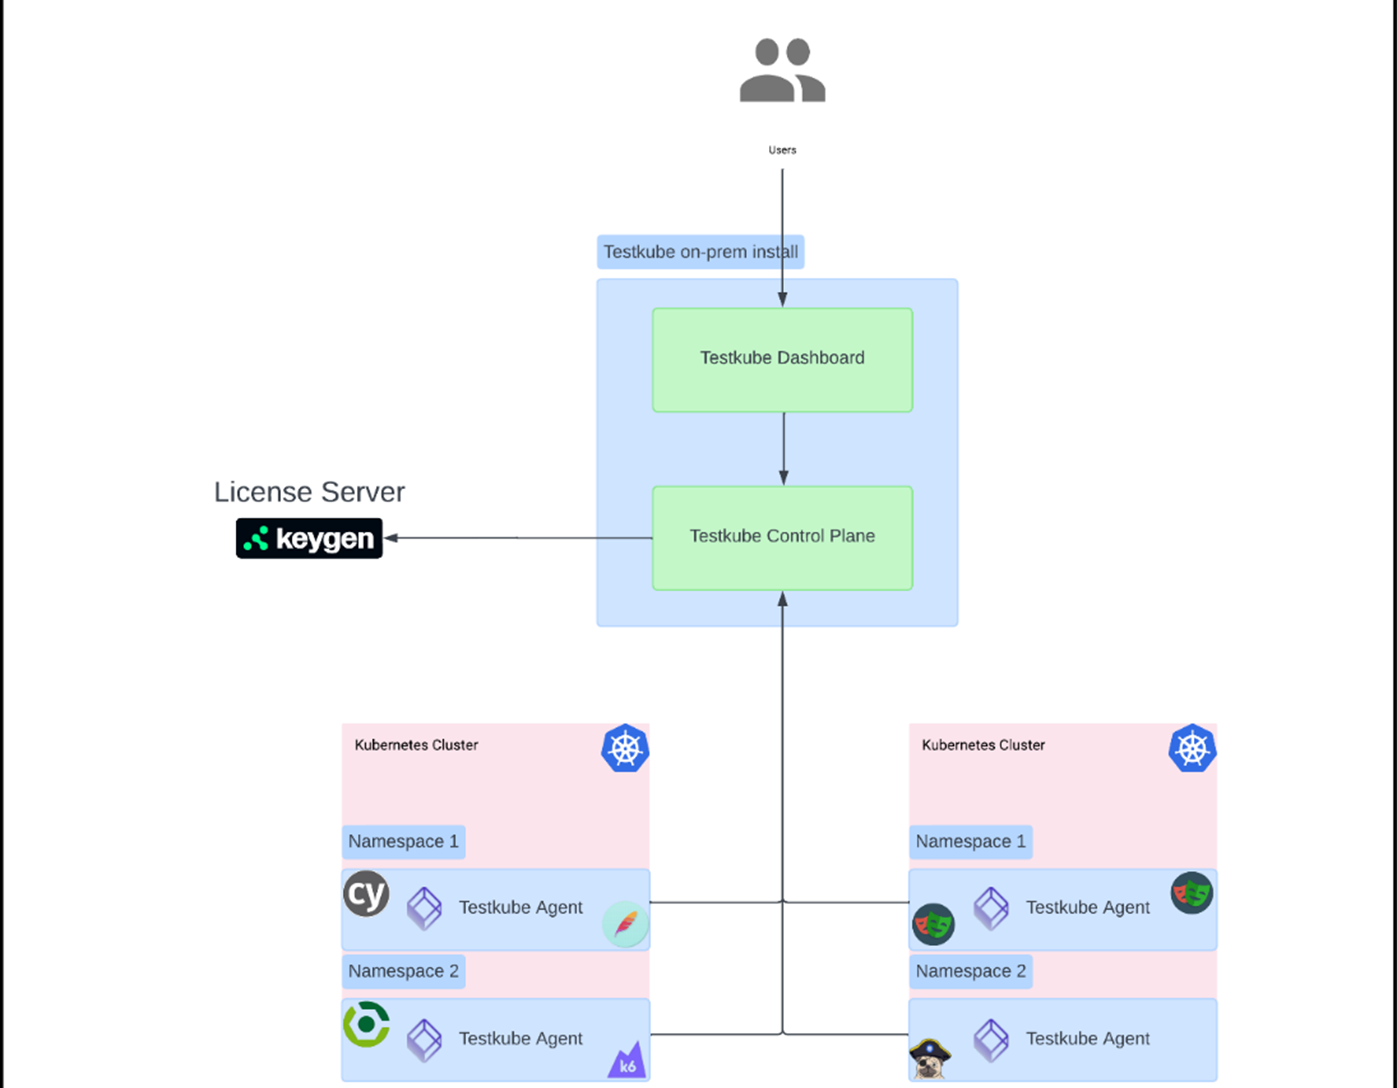 Users
Testkube on-prem install
Testkube Dashboard
License Server
keygen
Testkube Control Plane
Kubernetes Cluster
Kubernetes Cluster
Namespace 1
Namespace 1
cy
Testkube Agent
Testkube Agent
Namespace 2
Namespace 2
Testkube Agent
k6
Testkube Agent